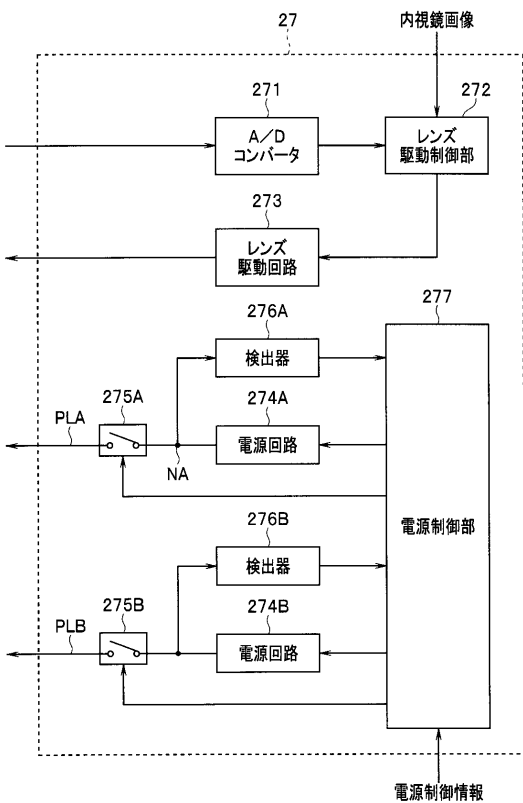 27
内視鏡画像
271
A/D
コンバータ
272
レンズ
駆動制御部
273
レンズ
駆動回路
277
276A
検出器
275A
274A
PLA
電源回路
NA
電源制御部
276B
検出器
275B
274B
PLB
電源回路
電源制御情報